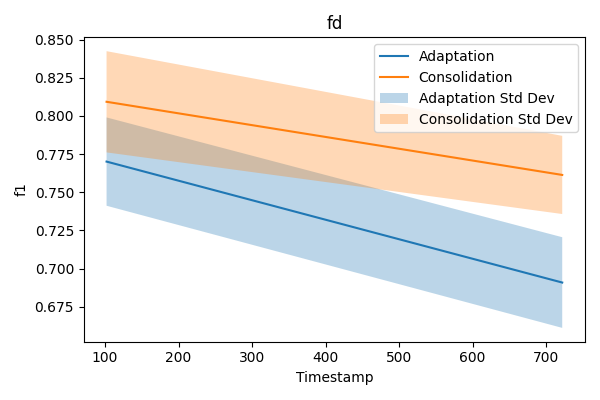 fd
0.850
0.825
0.800
0.775
0.750
0.725
0.700
0.675
f1
Adaptation
Consolidation
Adaptation Std Dev
Consolidation Std Dev
100 200 300 400 500 600 700
Timestamp